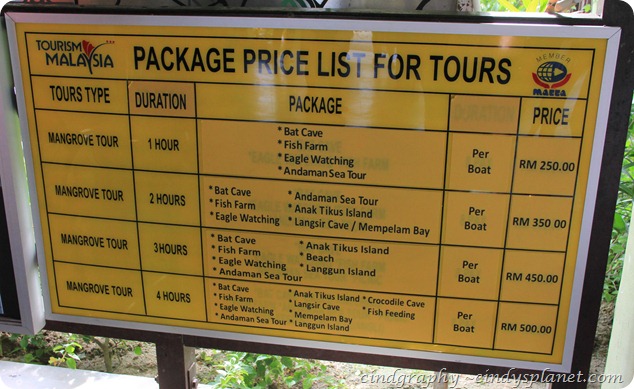 TOURISM
MALAYSIA
PACKAGE PRICE LIST FOR TOURS
MEMBER
MATTA
TOURS TYPE DURATION PACKAGE PRICE
MANGROVE TOUR 1 HOUR
* Bat Cave
* Fish Farm
* Eagle Watching
* Andaman Sea Tour
Per
Boat
RM 250.00
MANGROVE TOUR 2 HOURS
* Bat Cave * Andaman Sea Tour
* Fish Farm * Anak Tikus Island
* Eagle Watching * Langsir Cave / Mempelam Bay
Per
Boat
RM 350 00
MANGROVE TOUR 3HOURS
* Bat Cave * Anak Tikus Island
* Fish Farm * Beach
* Eagle Watching * Langgun Island
* Andaman Sea Tour
Per
Boat
RM 450.00
MANGROVE TOUR 4 HOURS
* Bat Cave * Anak Tikus Island * Crocodile Cave
* Fish Farm * Langsir Cave * Fish Feeding
* Eagle Watching * Mempelam Bay
* Andaman Sea Tour * Langgun Island
Per
Boat
RM 500.00
cindgraphy ~cindysplanet.com